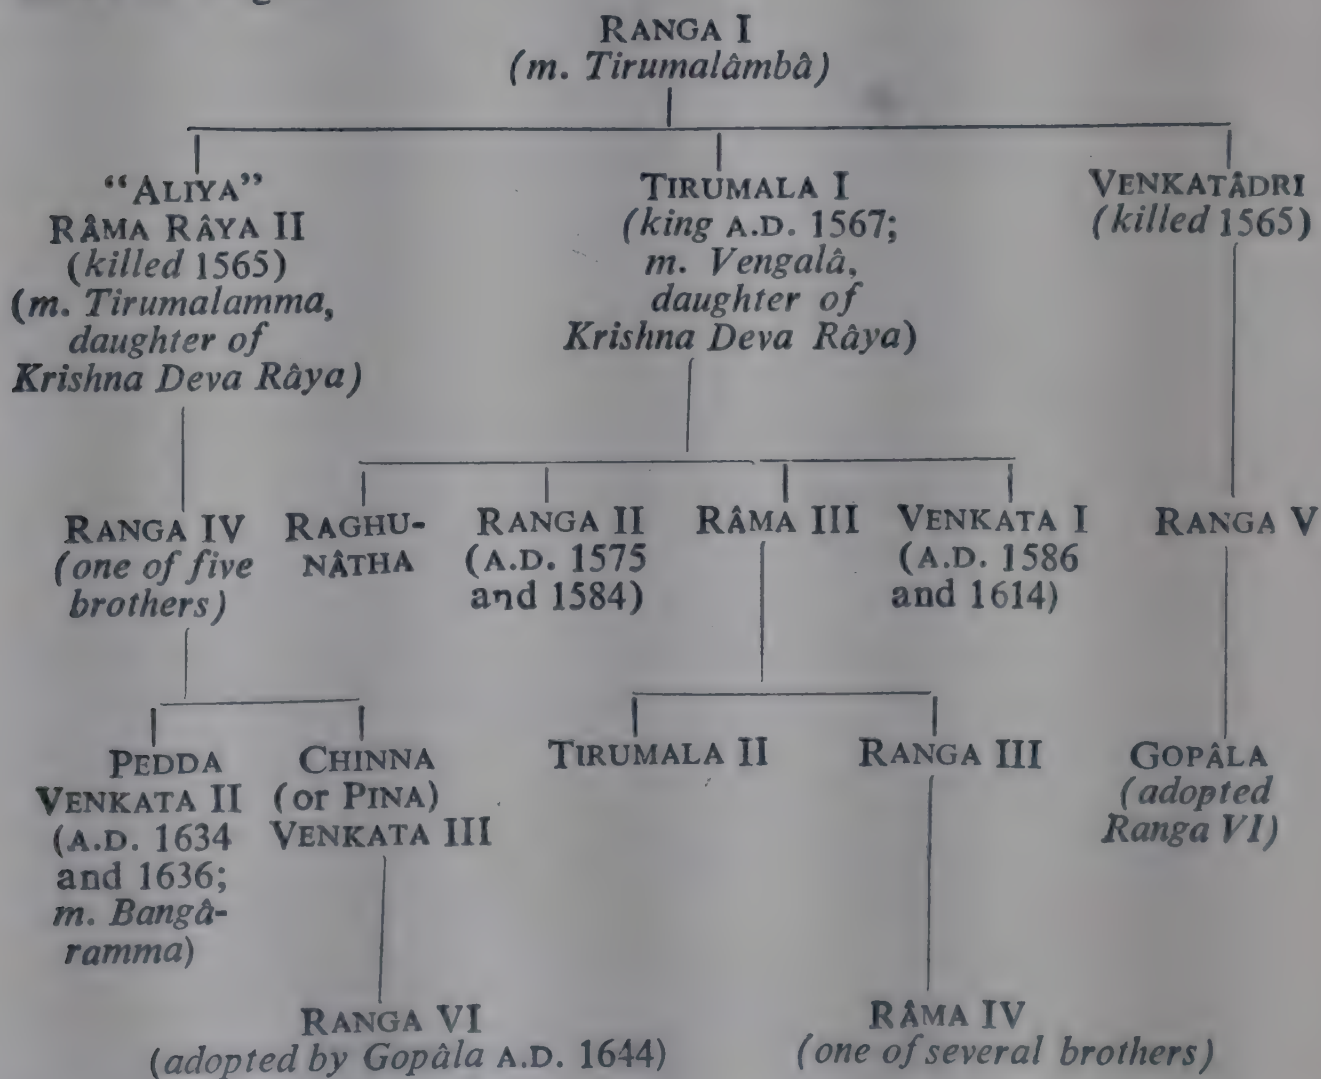 RANGA I
(m. Tirumalâmbâ)
"ALIYA"
RÂMA RÂYA II
(killed 1565)
(m. Tirumalamma,
daughter of
Krishna Deva Râya)
TIRUMALA I
(king A.D. 1567;
m. Vengalâ,
daughter of
Krishna Deva Râya)
VENKATÂDRI
(killed 1565)
RANGA IV
(one of five
brothers)
RAGHU-
NÂTHA
RANGA II
(A.D. 1575
and 1584)
RÂMA III
VENKATA I
(A.D. 1586
and 1614)
RANGA V
PEDDA
VENKATA II
(A.D. 1634
and 1636;
m. Bangâ-
ramma)
CHINNA
(or PINA)
VENKATA III
TIRUMALA II
RANGA III
GOPÂLA
(adopted
Ranga VI)
RANGA VI
(adopted by Gopâla A.D. 1644)
RÂMA IV
(one of several brothers)